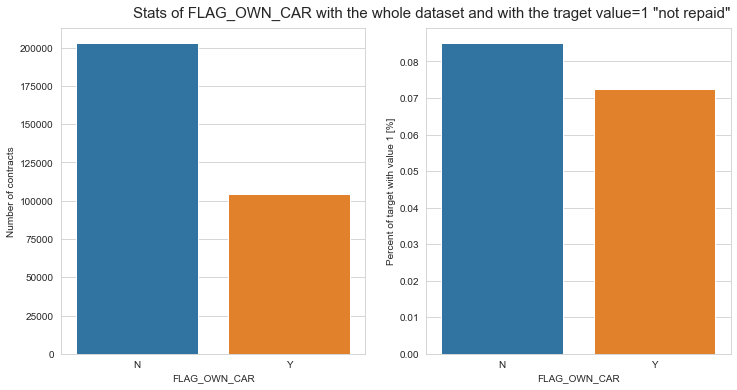 Stats of FLAG_OWN_CAR with the whole dataset and with the traget value=1 "not repaid"
Number of contracts
200000
175000
150000
125000
100000
75000
50000
25000
0
N
Y
FLAG_OWN_CAR
Percent of target with value 1 [%]
0.08
0.07
0.06
0.05
0.04
0.03
0.02
0.01
0.00
N
Y
FLAG_OWN_CAR